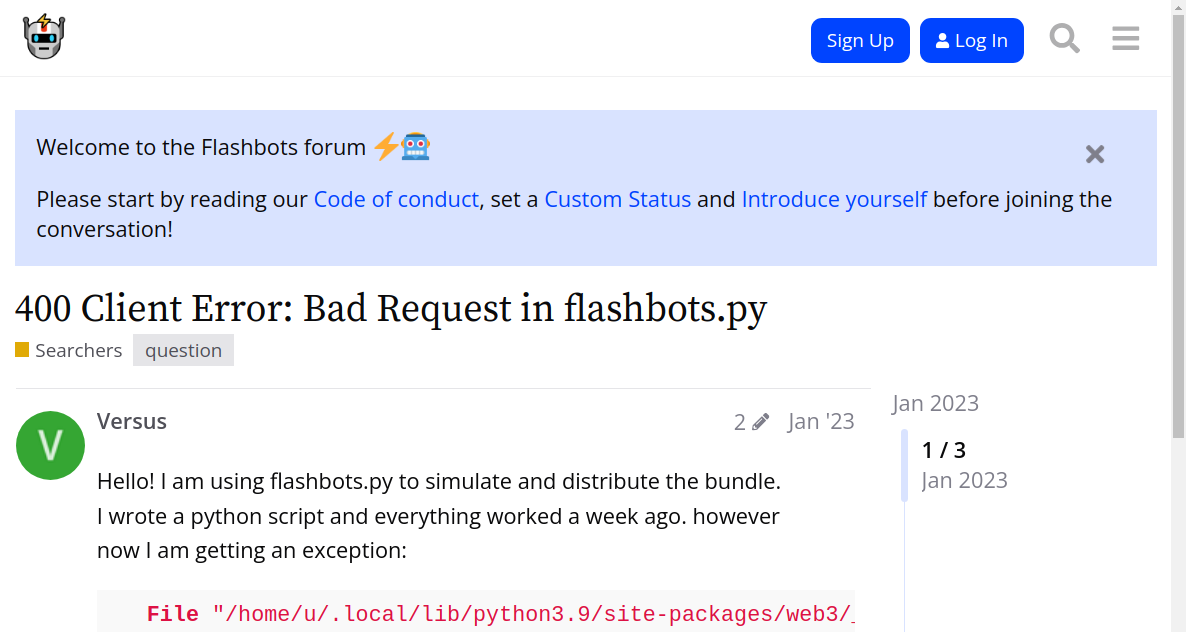 Sign Up
Log In
Welcome to the Flashbots forum
Please start by reading our Code of conduct, set a Custom Status and Introduce yourself before joining the
conversation!
400 Client Error: Bad Request in flashbots.py
Searchers question
V
Versus 2 Jan '23
Hello! I am using flashbots.py to simulate and distribute the bundle.
I wrote a python script and everything worked a week ago. however
now I am getting an exception:
File "/home/u/.local/lib/python3.9/site-packages/web3/_
Jan 2023
1 / 3
Jan 2023